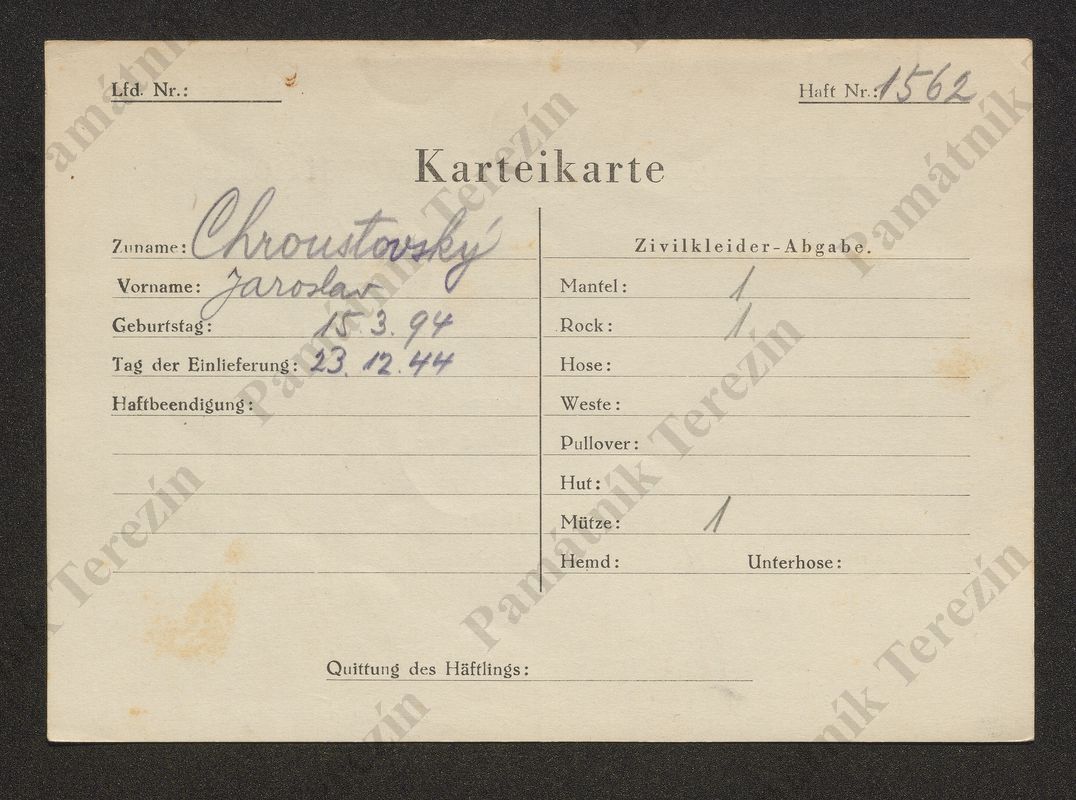 Lfd. Nr.:
Haft Nr.: 1562
Karteikarte
Zuname: Chroustovský
Vorname: Jaroslav
Geburtstag: 15.3.94
Tag der Einlieferung: 23.12.44
Haftbeendigung:
Zivilkleider-Abgabe.
Mantel: 1
Rock: 1
Hose:
Weste:
Pullover:
Hut:
Mütze: 1
Hemd: Unterhose:
Quittung des Häftlings:
Památník Terezín